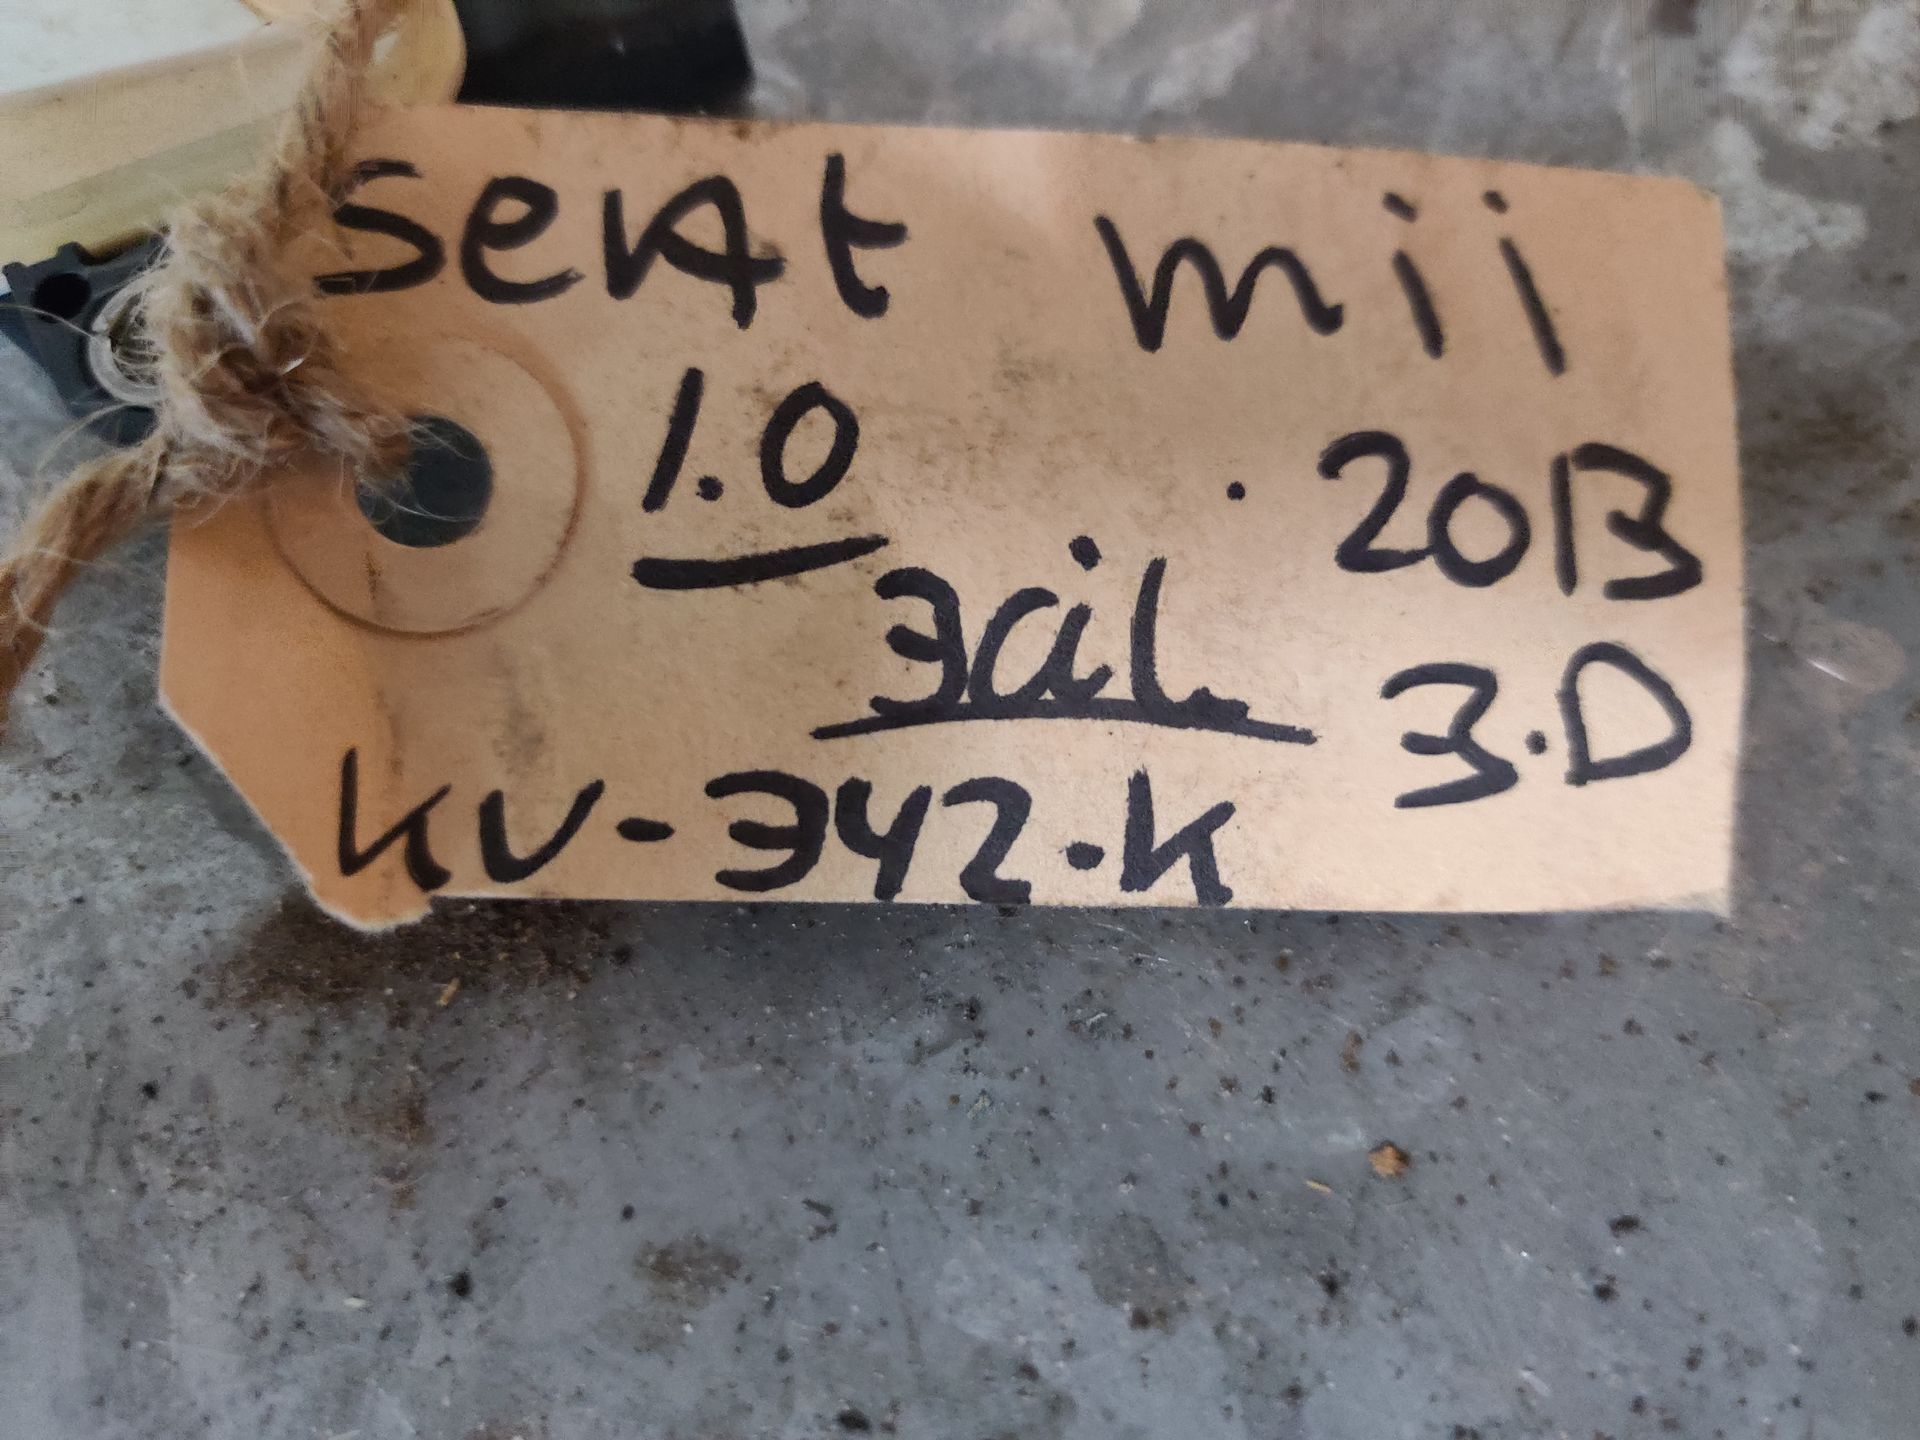 SeAt mii
1.0 . 2013
3Cil 3.D
KV-342.K